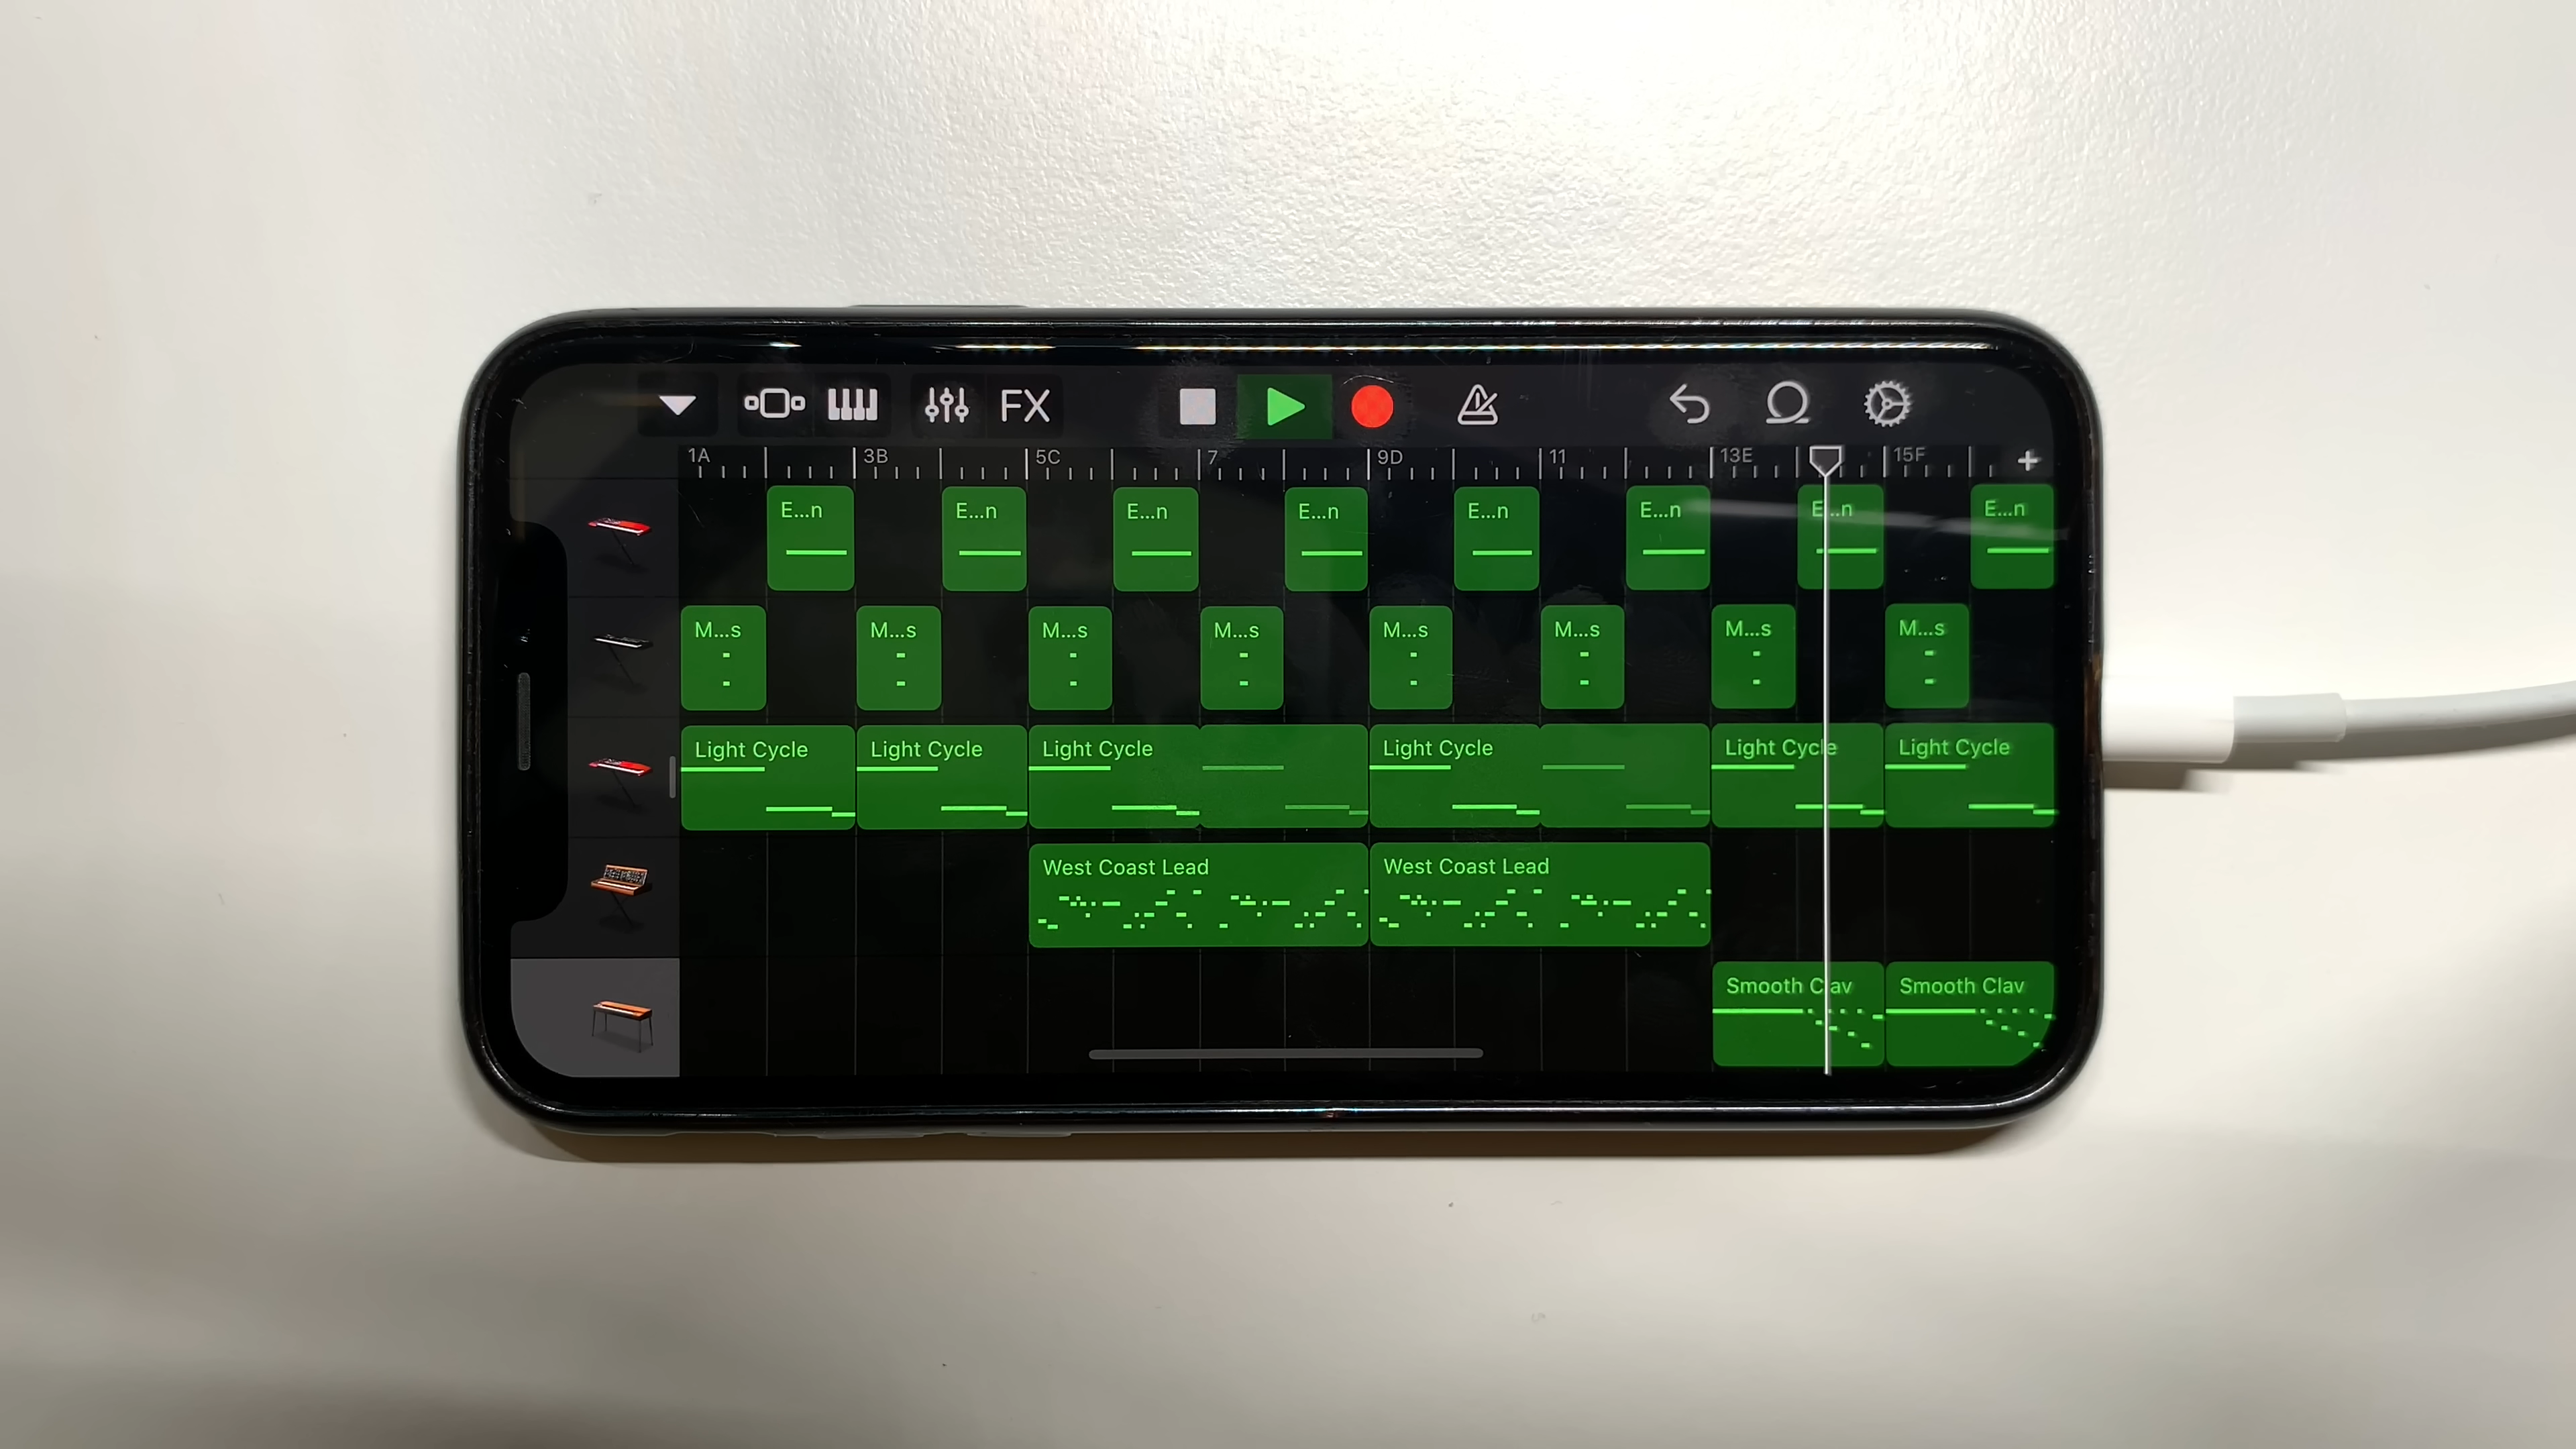 FX
1A 3B 5C 7 9D 11 13E 15F +
E...n E...n E...n E...n E...n E...n E...n E...n
M...s M...s M...s M...s M...s M...s M...s M...s
Light Cycle Light Cycle Light Cycle Light Cycle Light Cycle Light Cycle
West Coast Lead West Coast Lead
Smooth Clav Smooth Clav